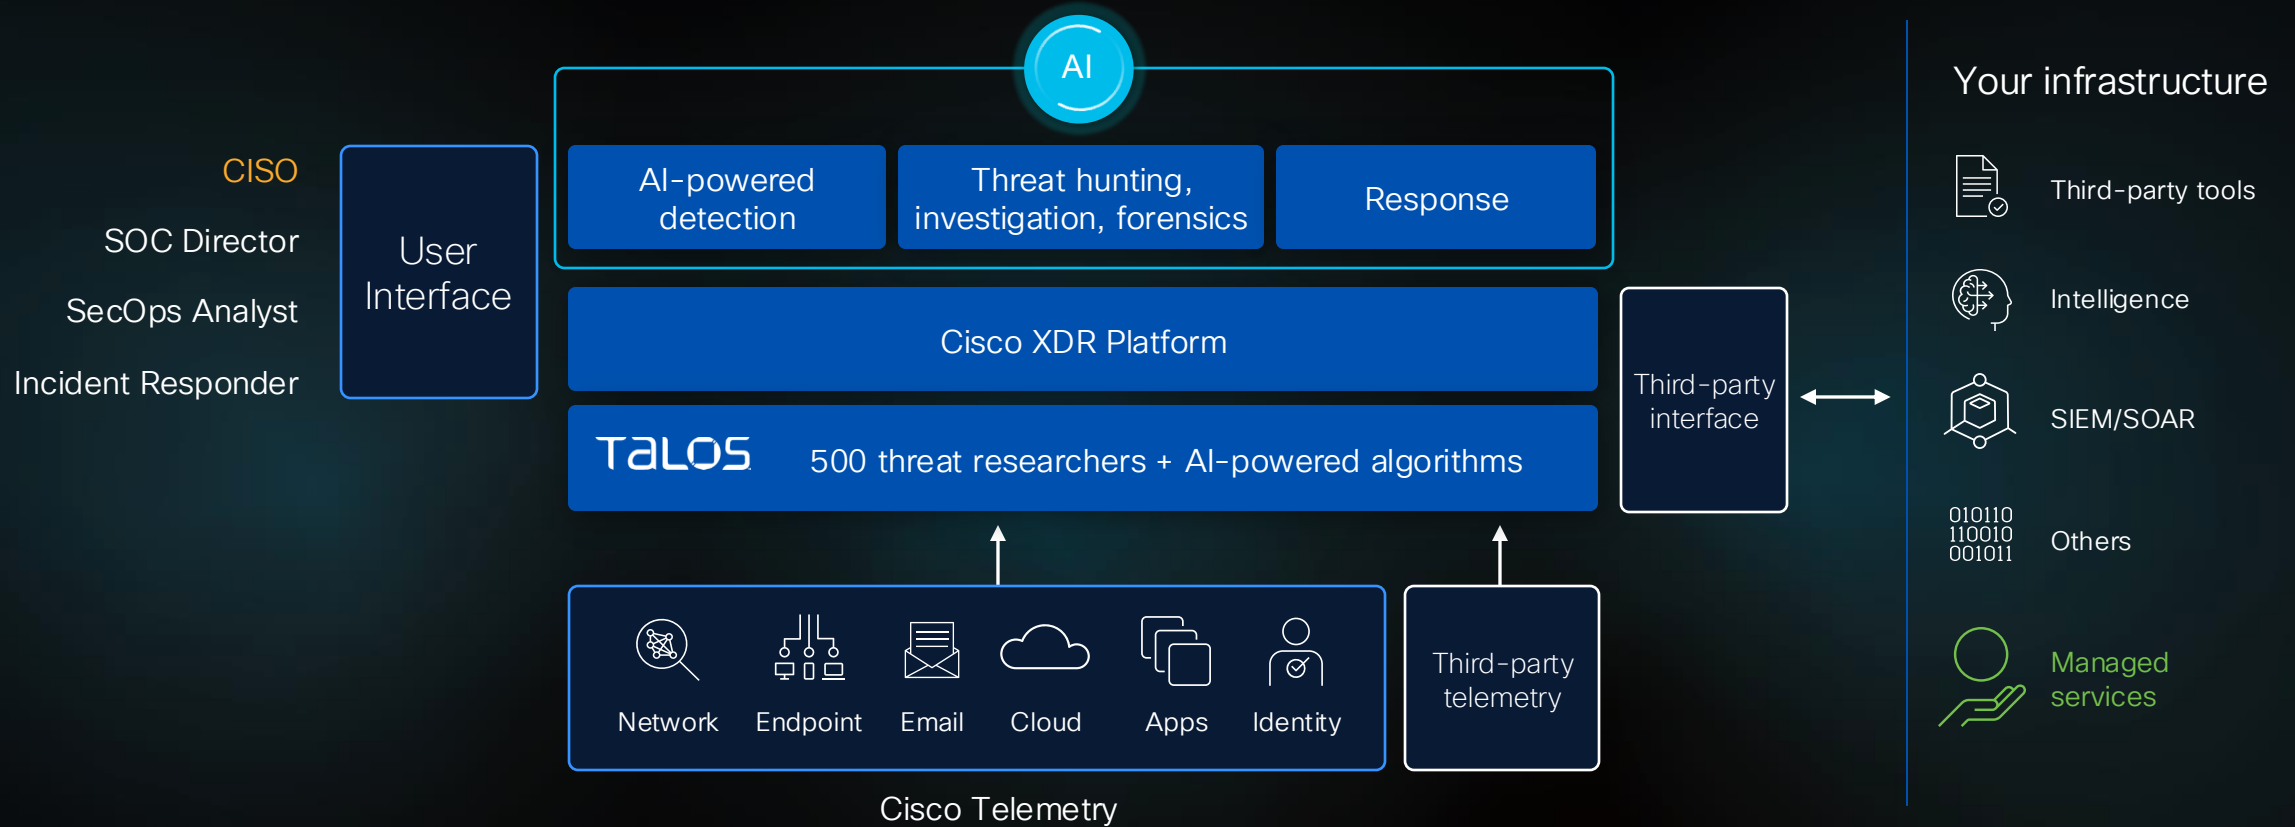 AI
CISO
SOC Director
SecOps Analyst
Incident Responder
User
Interface
AI-powered
detection
Threat hunting,
investigation, forensics
Response
Cisco XDR Platform
TALOS
500 threat researchers + AI-powered algorithms
Third-party
interface
Network
Endpoint
Email
Cloud
Apps
Identity
Third-party
telemetry
Cisco Telemetry
Your infrastructure
Third-party tools
Intelligence
SIEM/SOAR
010110
110010
001011
Others
Managed
services